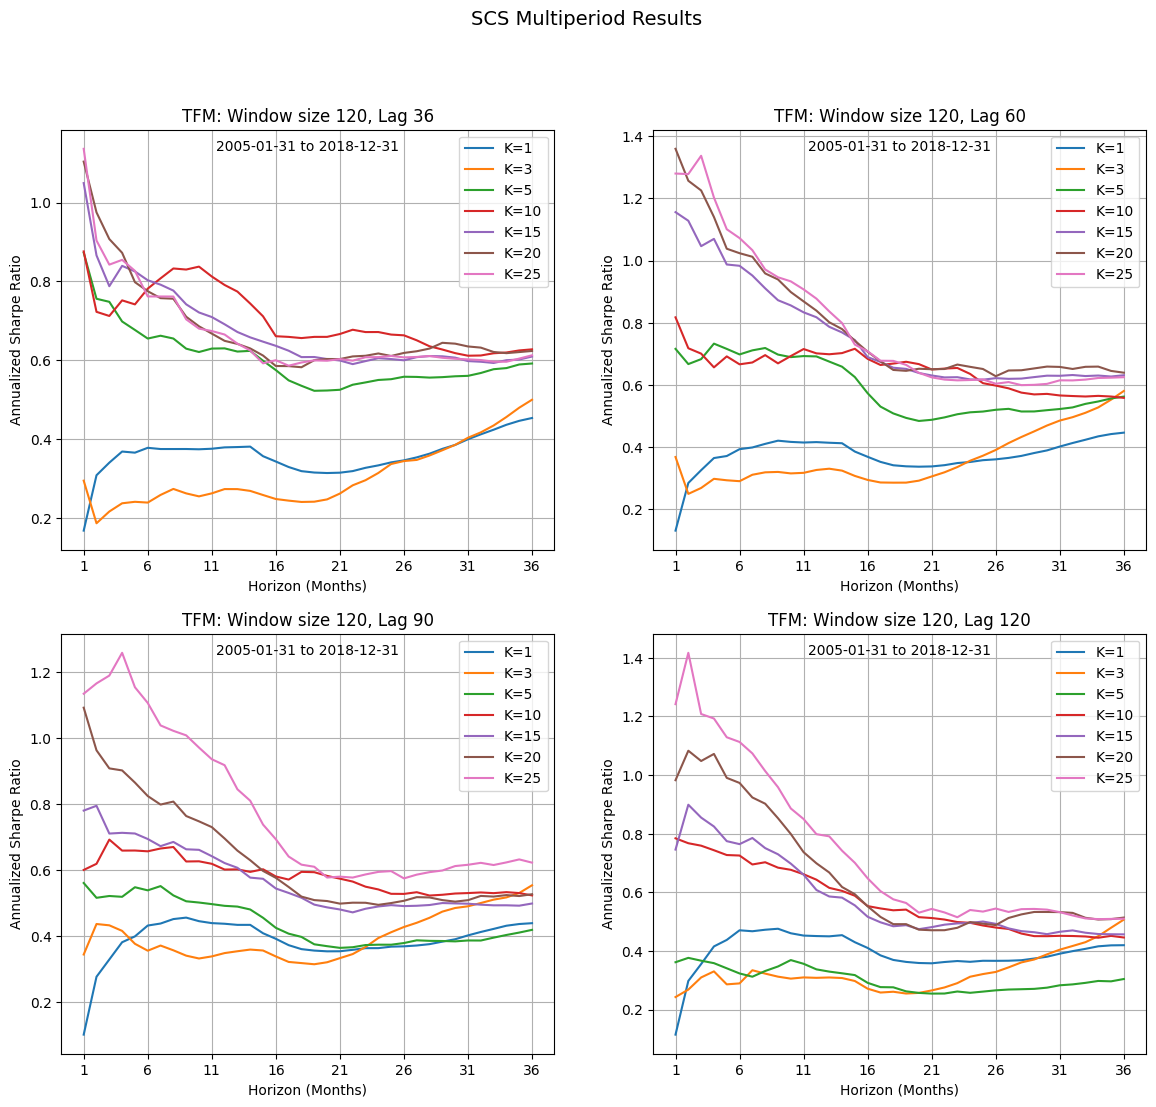 SCS Multiperiod Results
TFM: Window size 120, Lag 36
2005-01-31 to 2018-12-31
K=1
K=3
K=5
K=10
K=15
K=20
K=25
Annualized Sharpe Ratio
1.0
0.8
0.6
0.4
0.2
1 6 11 16 21 26 31 36
Horizon (Months)
TFM: Window size 120, Lag 60
2005-01-31 to 2018-12-31
K=1
K=3
K=5
K=10
K=15
K=20
K=25
Annualized Sharpe Ratio
1.4
1.2
1.0
0.8
0.6
0.4
0.2
1 6 11 16 21 26 31 36
Horizon (Months)
TFM: Window size 120, Lag 90
2005-01-31 to 2018-12-31
K=1
K=3
K=5
K=10
K=15
K=20
K=25
Annualized Sharpe Ratio
1.2
1.0
0.8
0.6
0.4
0.2
1 6 11 16 21 26 31 36
Horizon (Months)
TFM: Window size 120, Lag 120
2005-01-31 to 2018-12-31
K=1
K=3
K=5
K=10
K=15
K=20
K=25
Annualized Sharpe Ratio
1.4
1.2
1.0
0.8
0.6
0.4
0.2
1 6 11 16 21 26 31 36
Horizon (Months)